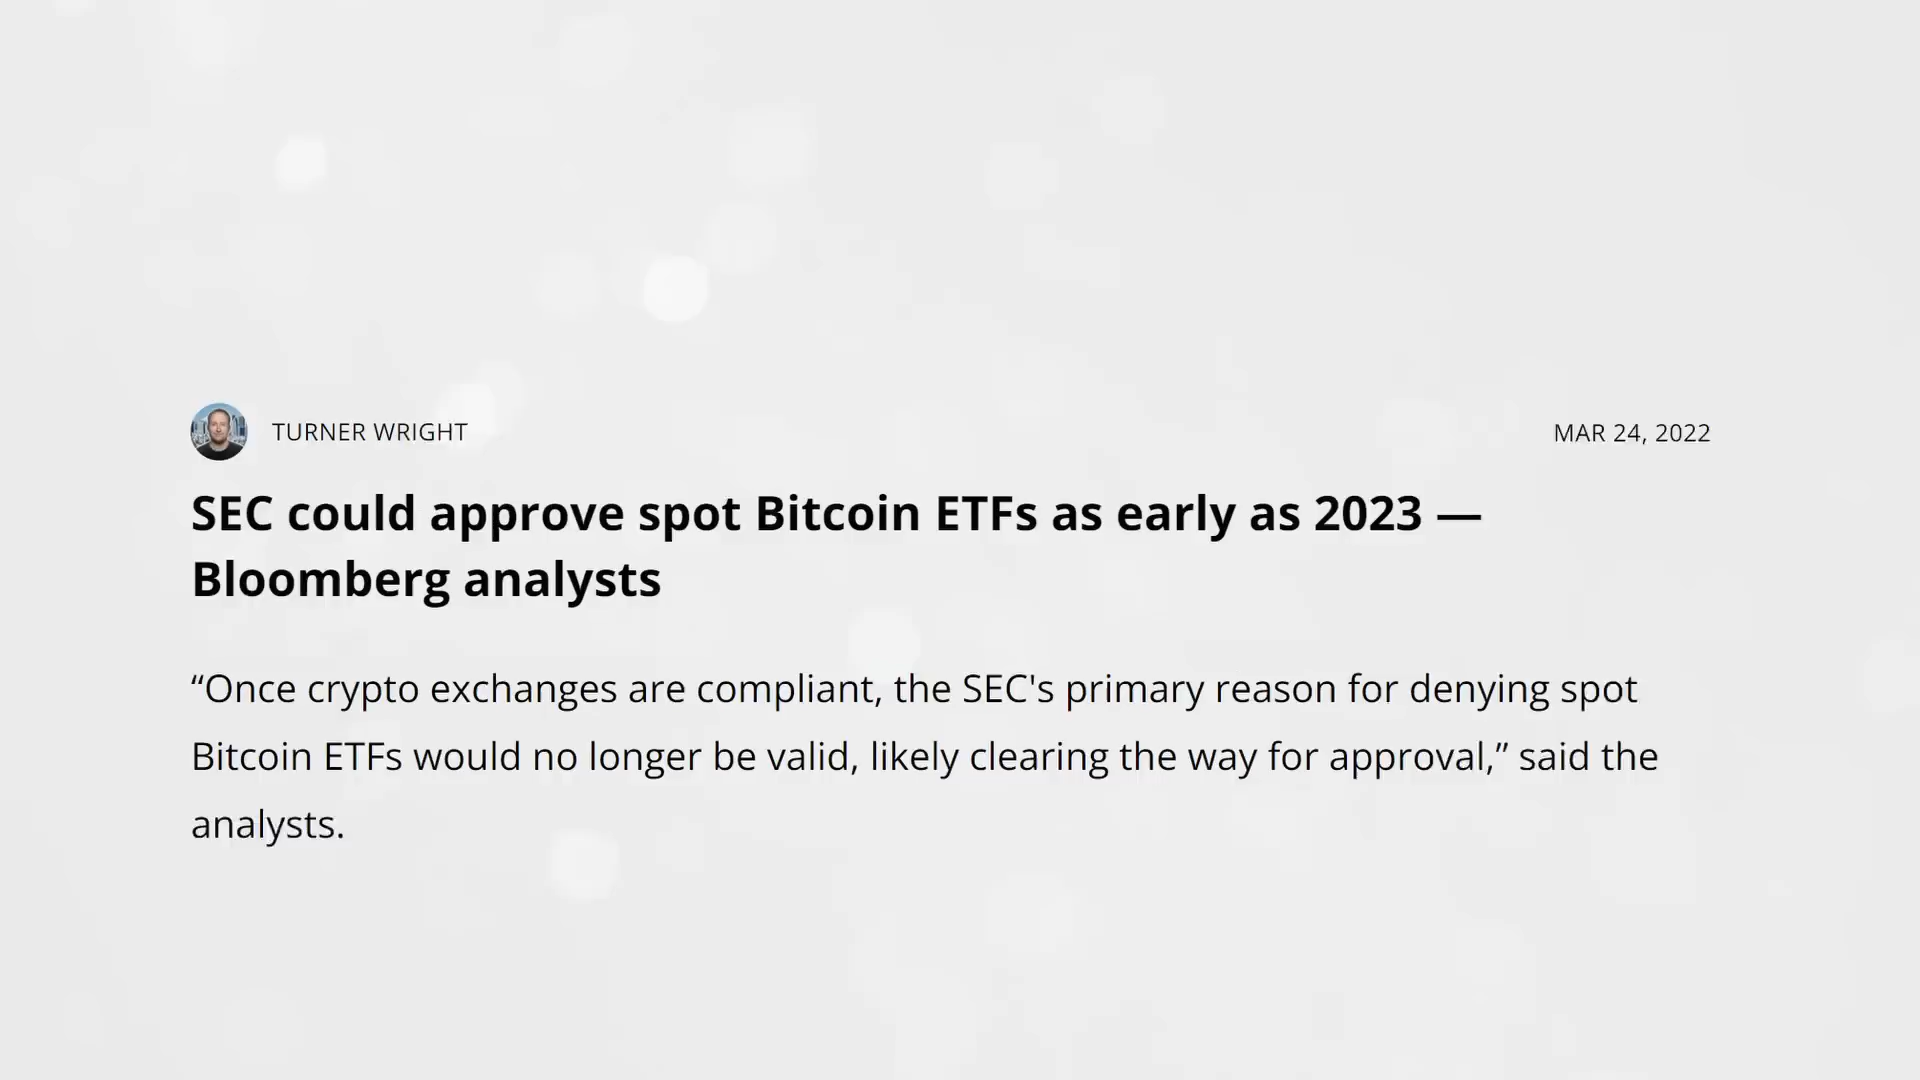 TURNER WRIGHT
MAR 24, 2022
SEC could approve spot Bitcoin ETFs as early as 2023 —
Bloomberg analysts
“Once crypto exchanges are compliant, the SEC's primary reason for denying spot
Bitcoin ETFs would no longer be valid, likely clearing the way for approval,” said the
analysts.